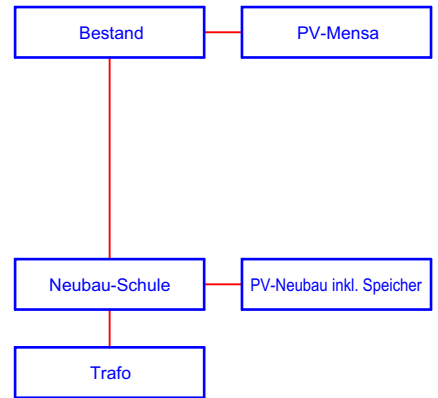 Bestand
PV-Mensa
Neubau-Schule
PV-Neubau inkl. Speicher
Trafo